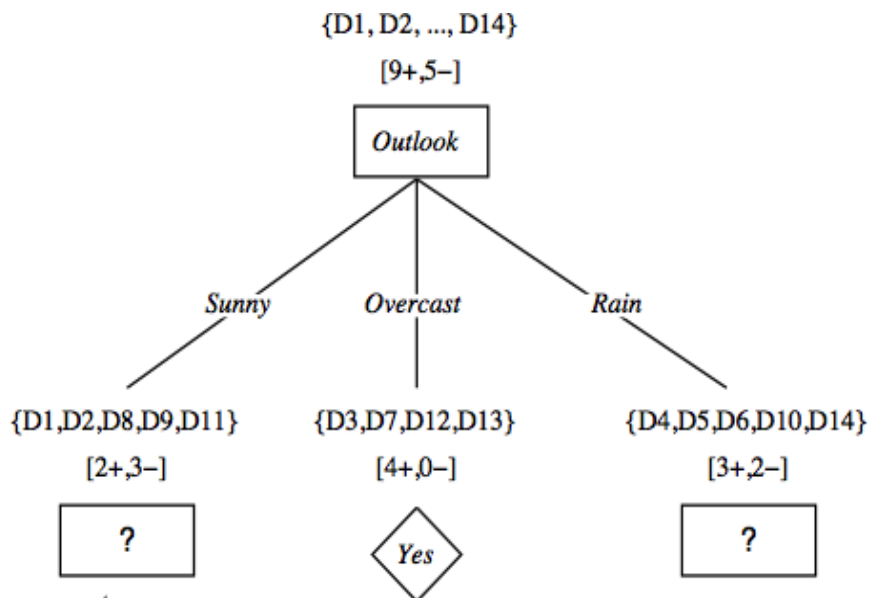 {D1, D2, ..., D14}
[9+,5−]
Outlook
Sunny Overcast Rain
{D1,D2,D8,D9,D11} {D3,D7,D12,D13} {D4,D5,D6,D10,D14}
[2+,3−] [4+,0−] [3+,2−]
? Yes ?